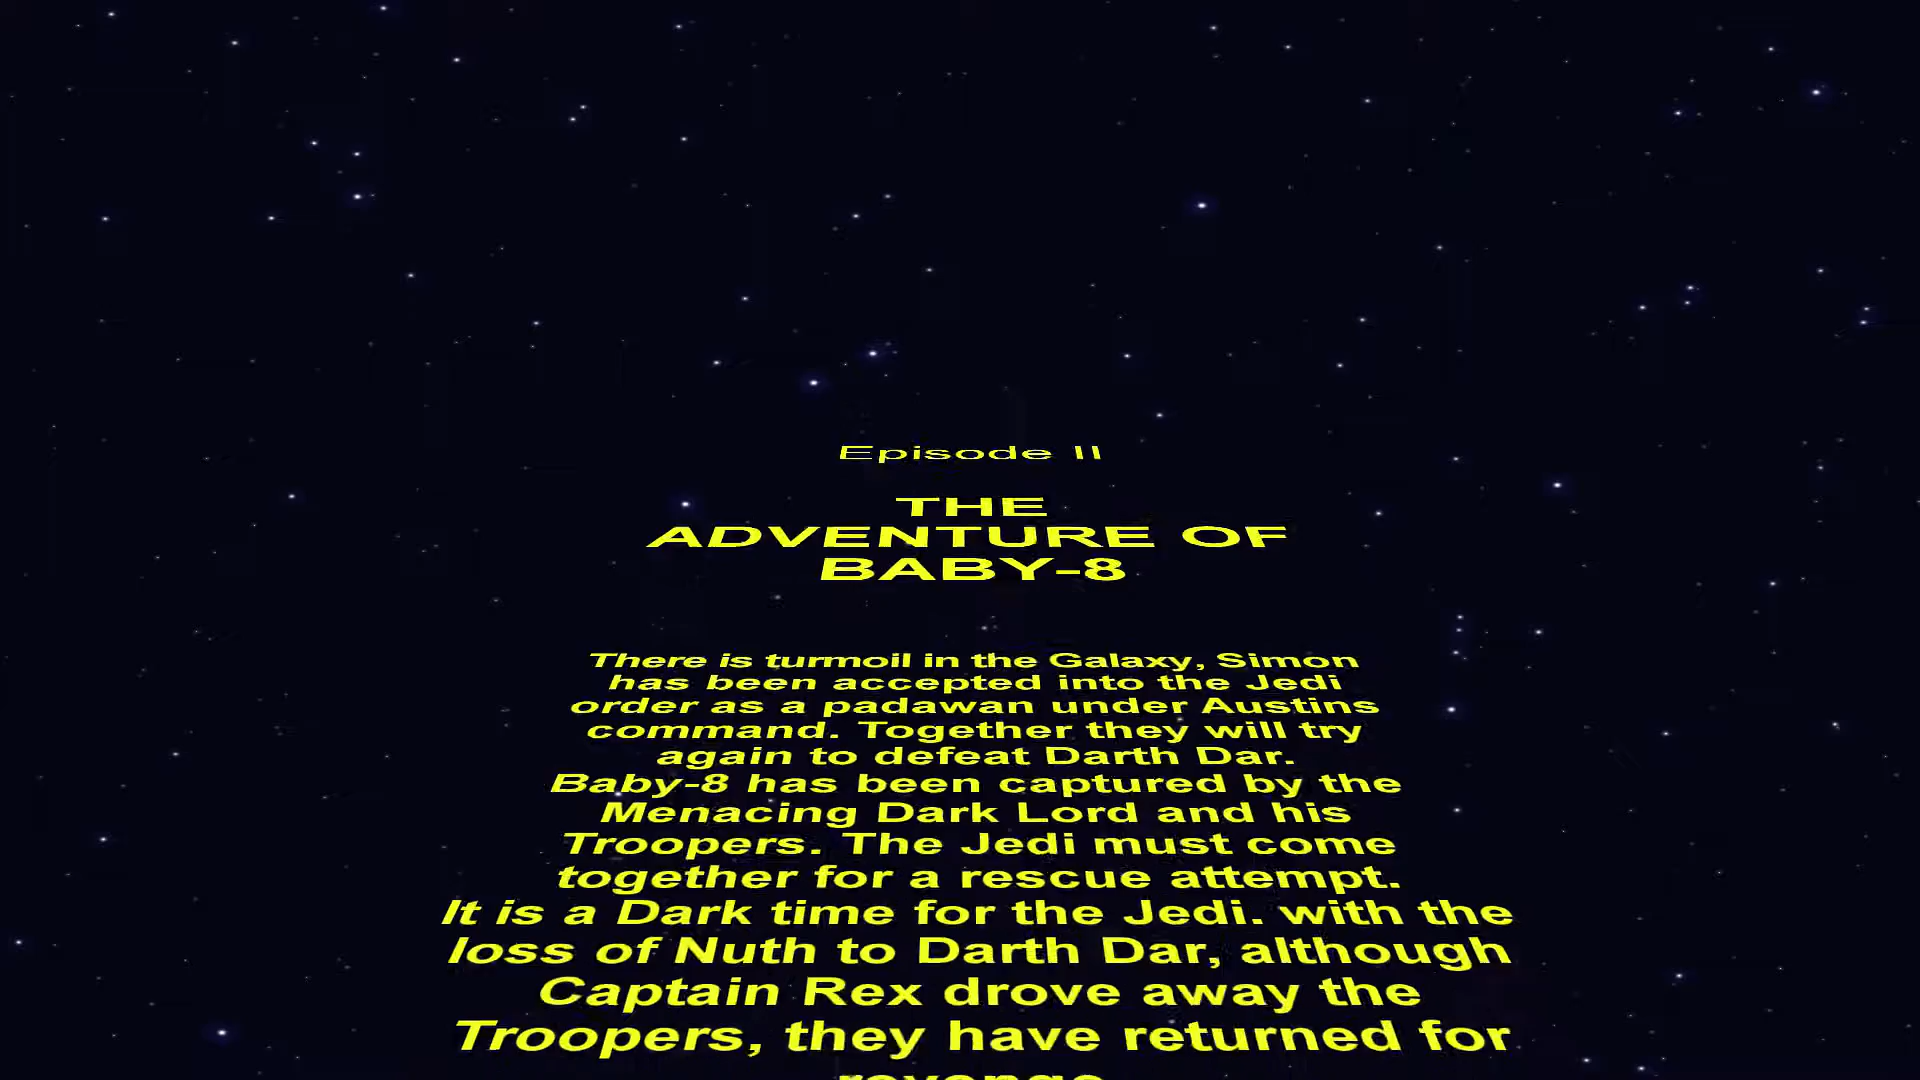 Episode II
THE
ADVENTURE OF
BABY-8
There is turmoil in the Galaxy, Simon
has been accepted into the Jedi
order as a padawan under Austins
command. Together they will try
again to defeat Darth Dar.
Baby-8 has been captured by the
Menacing Dark Lord and his
Troopers. The Jedi must come
together for a rescue attempt.
It is a Dark time for the Jedi. with the
loss of Nuth to Darth Dar, although
Captain Rex drove away the
Troopers, they have returned for
revenge